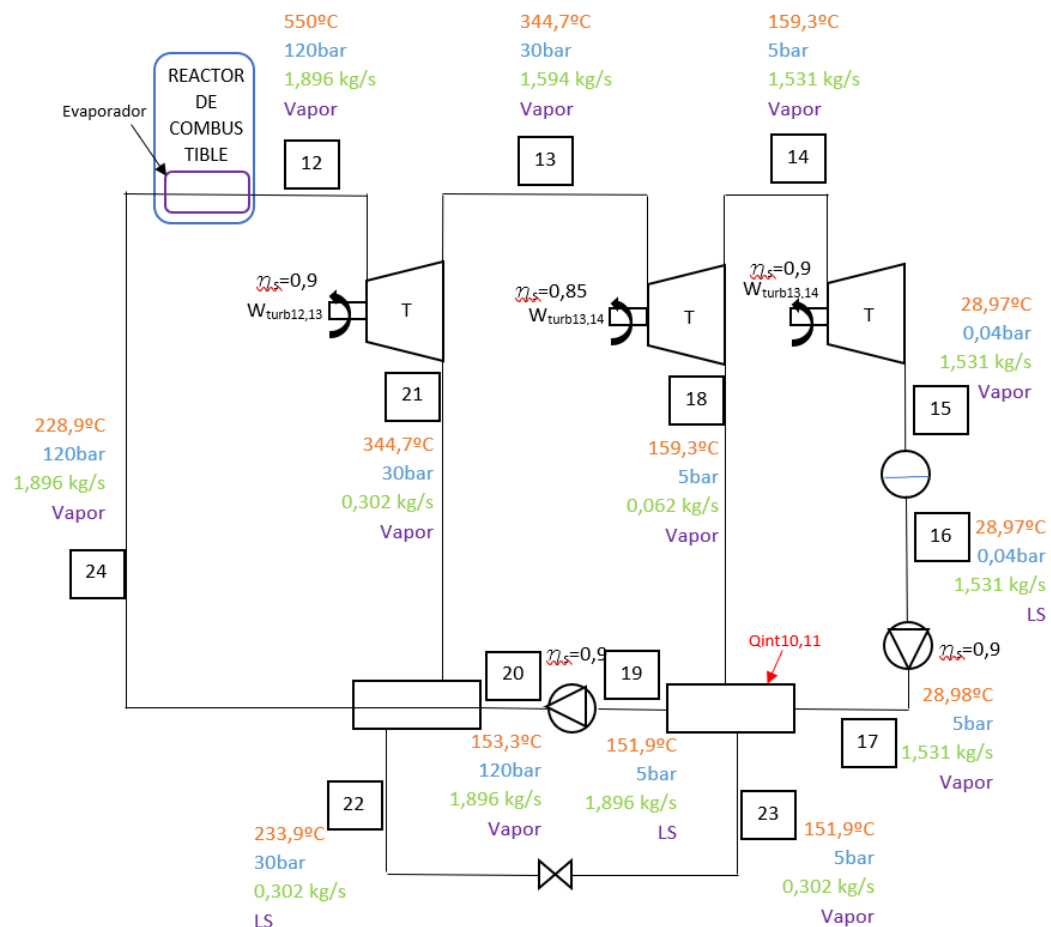 550ºC
120bar
1,896 kg/s
Vapor
344,7ºC
30bar
1,594 kg/s
Vapor
159,3ºC
5bar
1,531 kg/s
Vapor
REACTOR
DE
COMBUS
TIBLE
Evaporador
12
13
14
ηs=0,9
Wturb12,13
T
ηs=0,85
Wturb13,14
T
ηs=0,9
Wturb13,14
T
28,97ºC
0,04bar
1,531 kg/s
Vapor
15
21
18
228,9ºC
120bar
1,896 kg/s
Vapor
344,7ºC
30bar
0,302 kg/s
Vapor
159,3ºC
5bar
0,062 kg/s
Vapor
16
28,97ºC
0,04bar
1,531 kg/s
LS
24
ηs=0,9
Qint10,11
ηs=0,9
20
19
28,98ºC
5bar
1,531 kg/s
Vapor
17
153,3ºC
120bar
1,896 kg/s
Vapor
151,9ºC
5bar
1,896 kg/s
LS
22
23
233,9ºC
30bar
0,302 kg/s
LS
151,9ºC
5bar
0,302 kg/s
Vapor